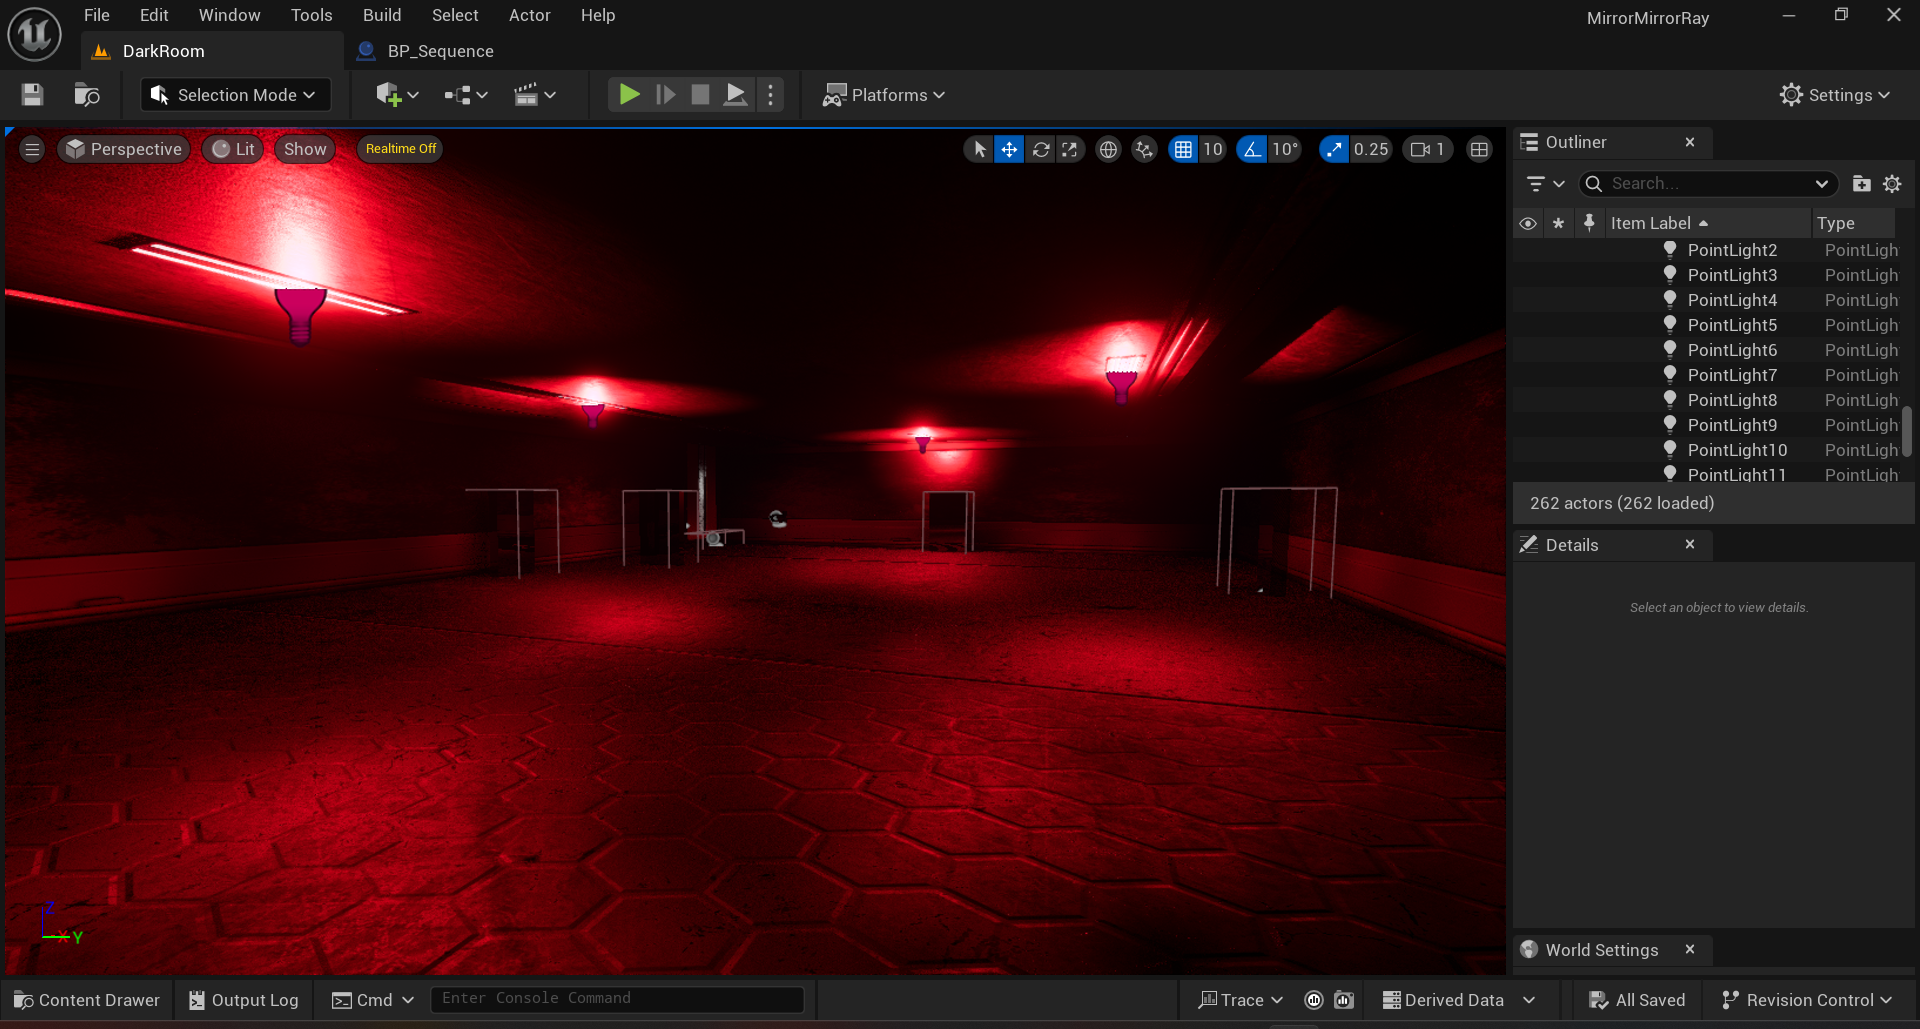 File Edit Window Tools Build Select Actor Help
MirrorMirrorRay
DarkRoom
BP_Sequence
Selection Mode
Platforms
Settings
Perspective
Lit
Show
Realtime Off
10
10°
0.25
1
Outliner
Search...
Item Label
Type
PointLight2 PointLigh
PointLight3 PointLigh
PointLight4 PointLigh
PointLight5 PointLigh
PointLight6 PointLigh
PointLight7 PointLigh
PointLight8 PointLigh
PointLight9 PointLigh
PointLight10 PointLigh
PointLight11 PointLigh
262 actors (262 loaded)
Details
Select an object to view details.
Z
X Y
World Settings
Content Drawer
Output Log
Cmd
Enter Console Command
Trace
Derived Data
All Saved
Revision Control